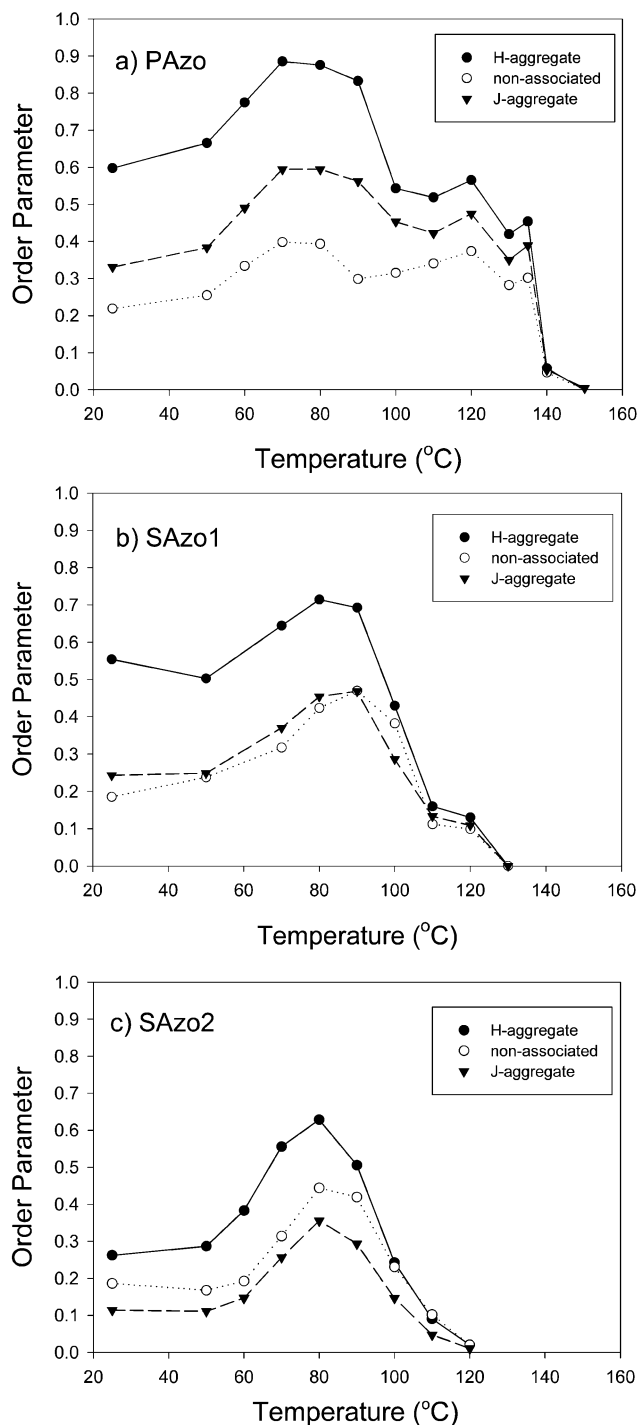 a) PAzo
H-aggregate
non-associated
J-aggregate
Order Parameter
1.0
0.9
0.8
0.7
0.6
0.5
0.4
0.3
0.2
0.1
0.0
20 40 60 80 100 120 140 160
Temperature (oC)
b) SAzo1
H-aggregate
non-associated
J-aggregate
Order Parameter
1.0
0.9
0.8
0.7
0.6
0.5
0.4
0.3
0.2
0.1
0.0
20 40 60 80 100 120 140 160
Temperature (oC)
c) SAzo2
H-aggregate
non-associated
J-aggregate
Order Parameter
1.0
0.9
0.8
0.7
0.6
0.5
0.4
0.3
0.2
0.1
0.0
20 40 60 80 100 120 140 160
Temperature (oC)